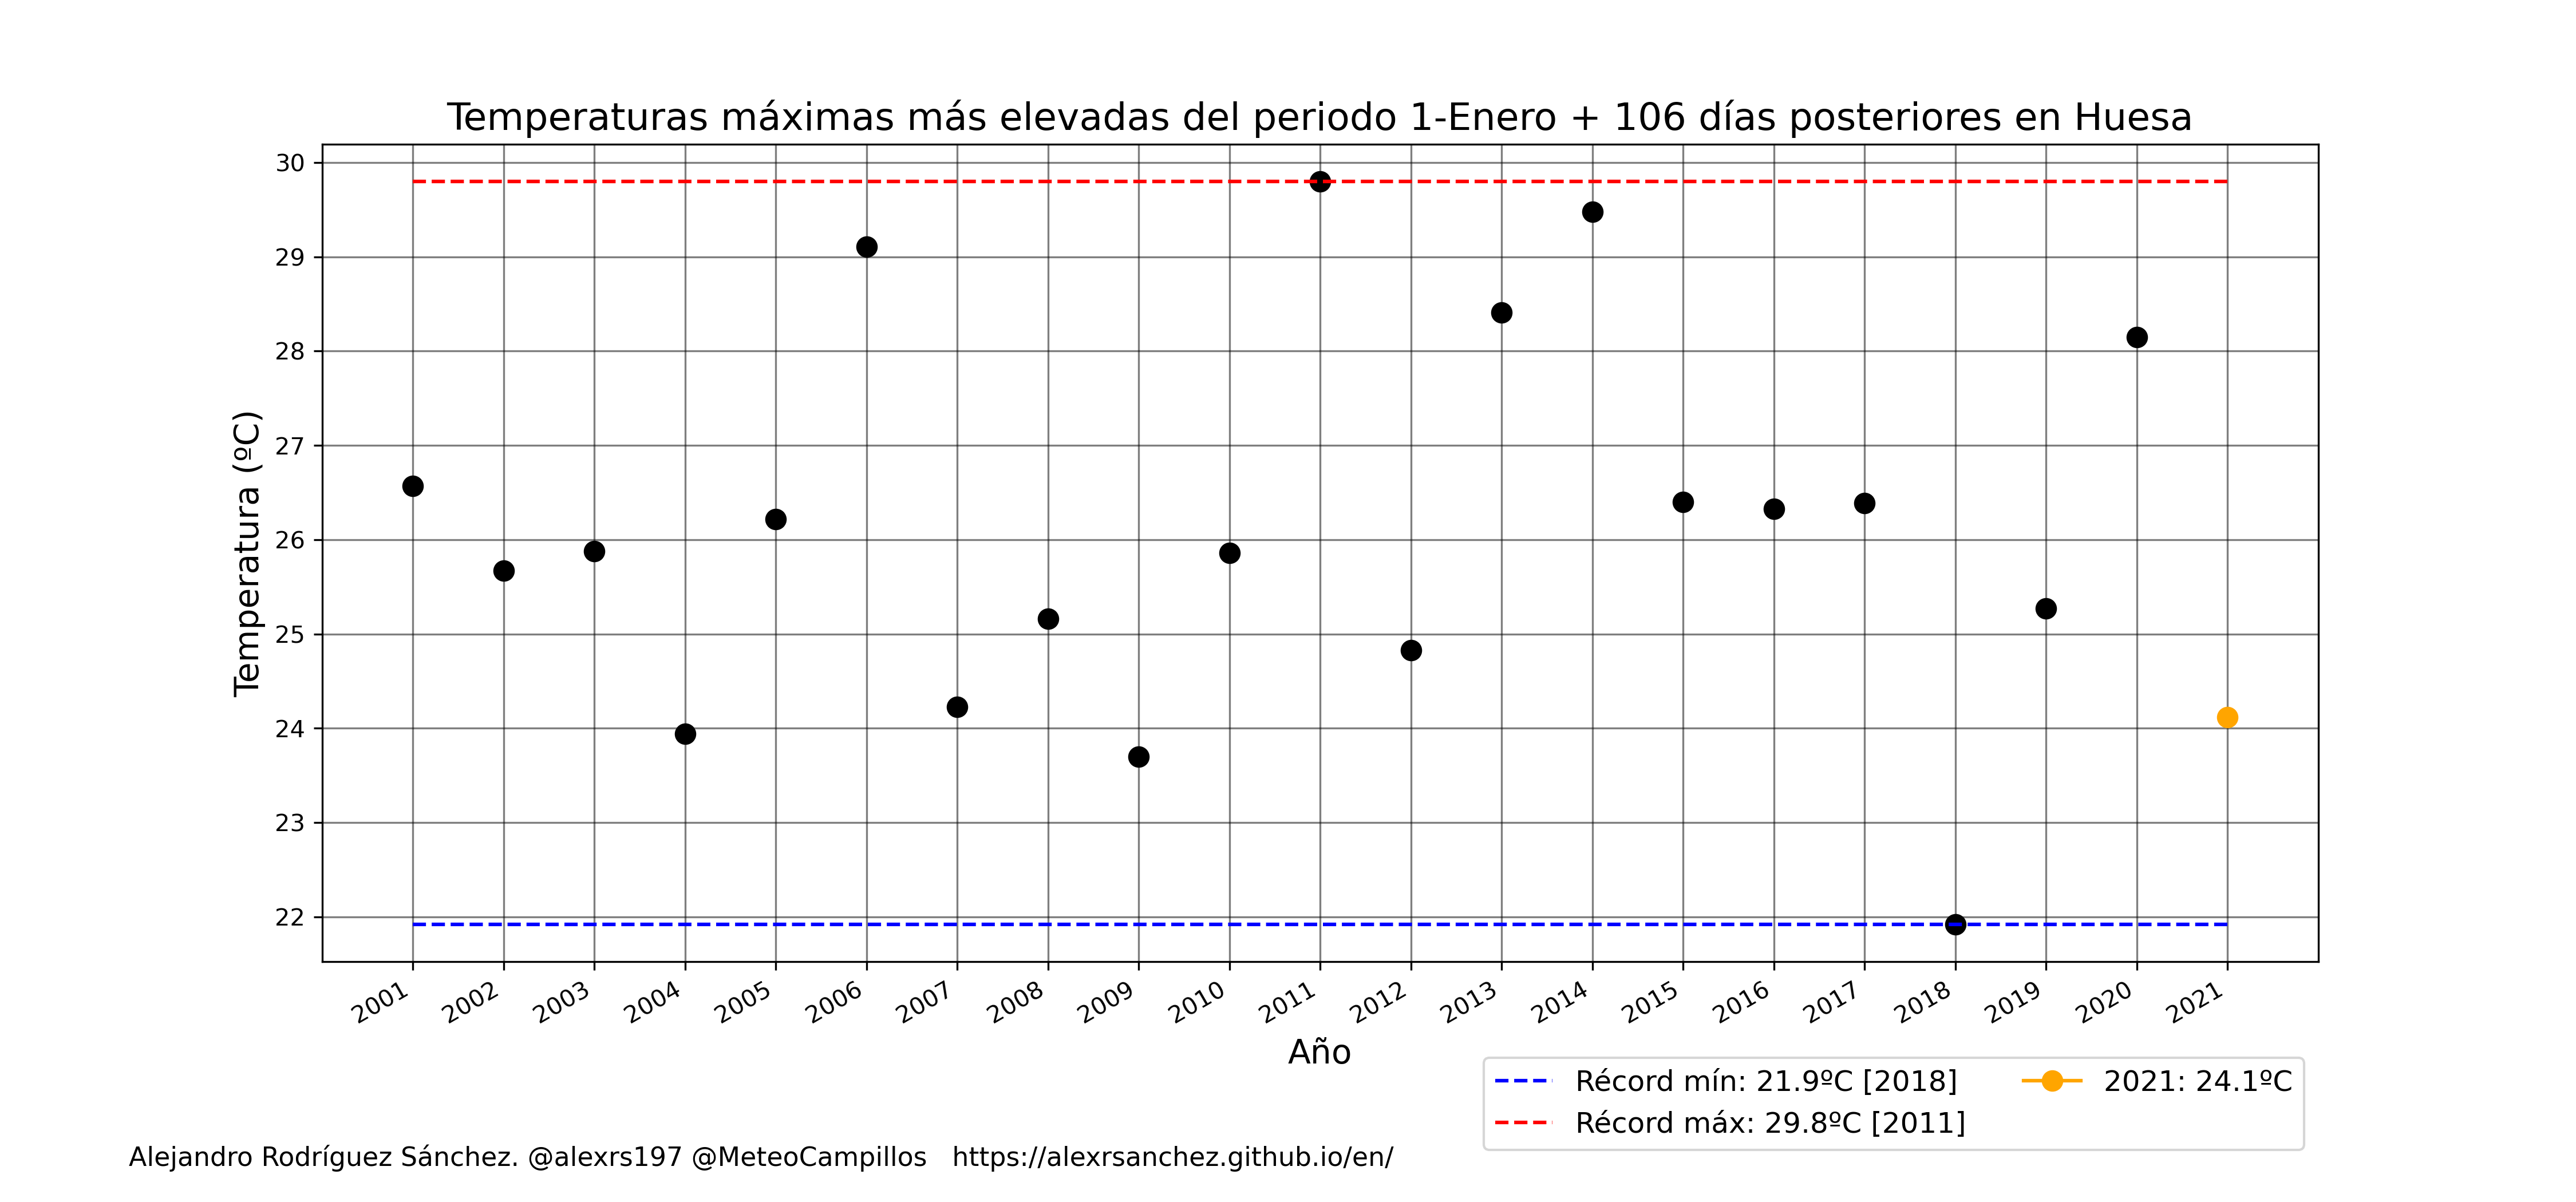 Temperaturas máximas más elevadas del periodo 1-Enero + 106 días posteriores en Huesa
Temperatura (ºC)
30
29
28
27
26
25
24
23
22
2001 2002 2003 2004 2005 2006 2007 2008 2009 2010 2011 2012 2013 2014 2015 2016 2017 2018 2019 2020 2021
Año
Récord mín: 21.9ºC [2018]
Récord máx: 29.8ºC [2011]
2021: 24.1ºC
Alejandro Rodríguez Sánchez. @alexrs197 @MeteoCampillos https://alexrsanchez.github.io/en/